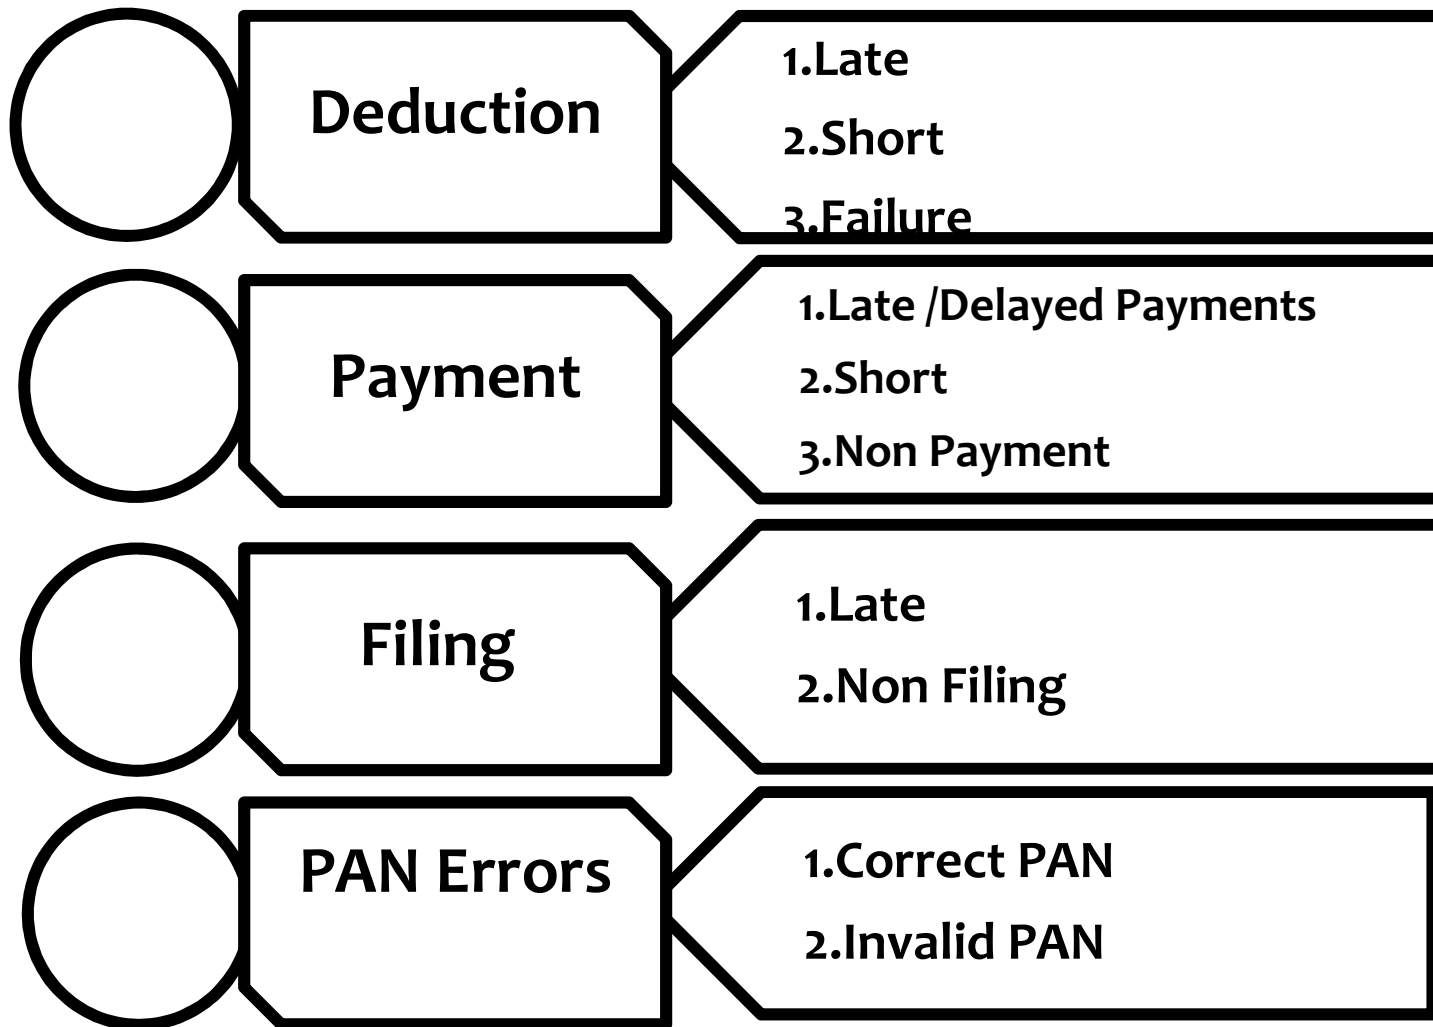 Deduction
1.Late
2.Short
3.Failure
Payment
1.Late /Delayed Payments
2.Short
3.Non Payment
Filing
1.Late
2.Non Filing
PAN Errors
1.Correct PAN
2.Invalid PAN